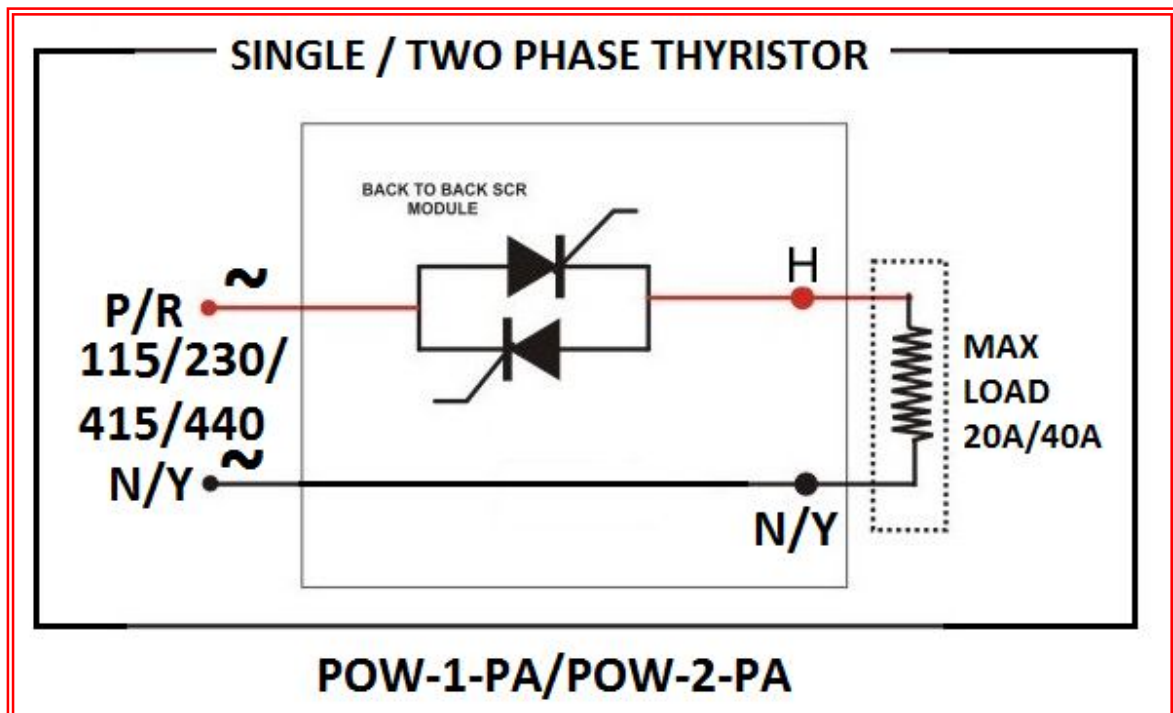 SINGLE / TWO PHASE THYRISTOR
BACK TO BACK SCR
MODULE
H
P/R ~
115/230/
415/440
N/Y ~
N/Y
MAX
LOAD
20A/40A
POW-1-PA/POW-2-PA